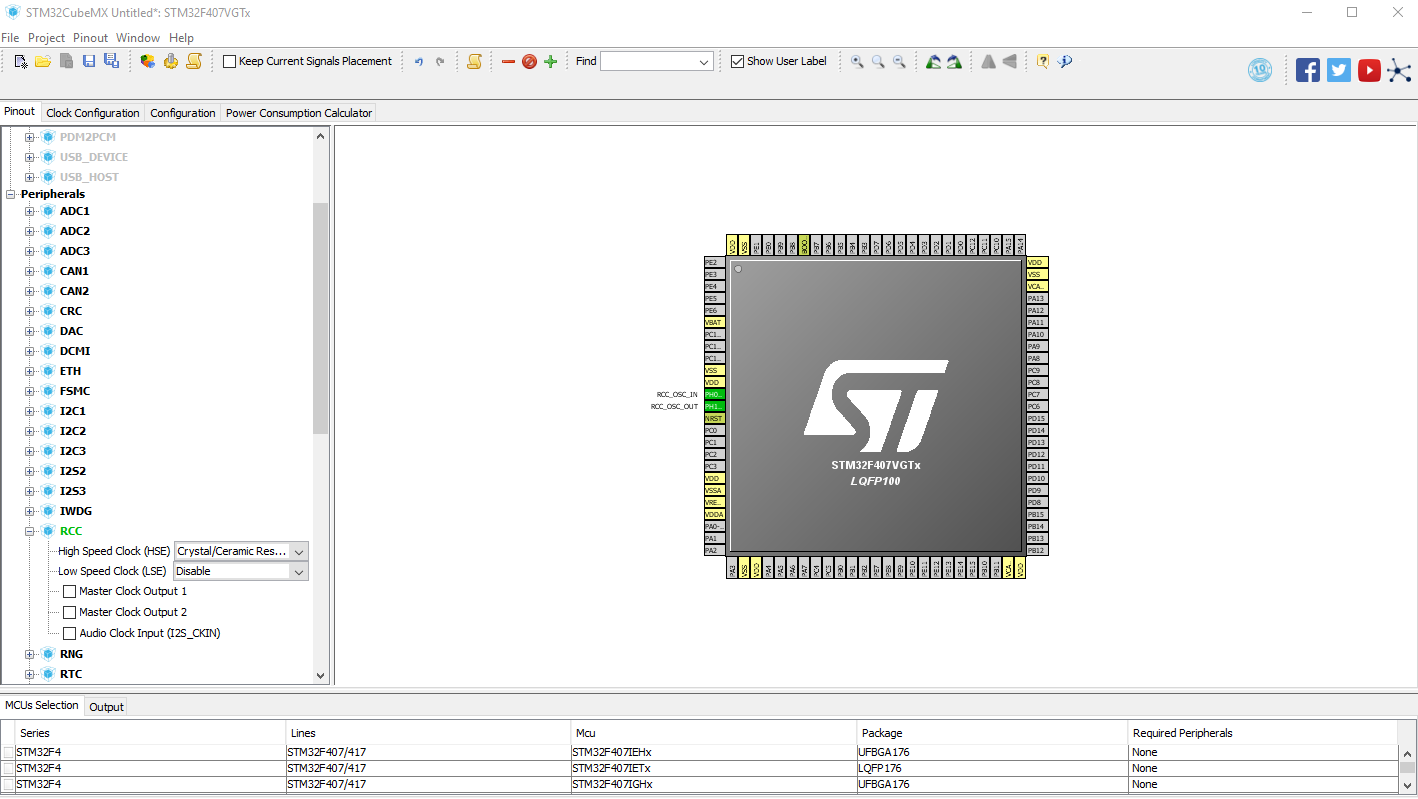 STM32CubeMX Untitled*: STM32F407VGTx
File Project Pinout Window Help
Keep Current Signals Placement Find Show User Label
Pinout Clock Configuration Configuration Power Consumption Calculator
PDM2PCM
USB_DEVICE
USB_HOST
Peripherals
ADC1
ADC2
ADC3
CAN1
CAN2
CRC
DAC
DCMI
ETH
FSMC
I2C1
I2C2
I2C3
I2S2
I2S3
IWDG
RCC
High Speed Clock (HSE) Crystal/Ceramic Res...
Low Speed Clock (LSE) Disable
Master Clock Output 1
Master Clock Output 2
Audio Clock Input (I2S_CKIN)
RNG
RTC
VDD VSS PE1 PE0 PB9 PB8 BOO. PB7 PB6 PB5 PB4 PB3 PD7 PD6 PD5 PD4 PD3 PD2 PD1 PD0 PC12 PC11 PC10 PA15 PA14
PE2
PE3
PE4
PE5
PE6
VBAT
PC1..
PC1..
PC1..
VSS
VDD
RCC_OSC_IN PH0..
RCC_OSC_OUT PH1..
NRST
PC0
PC1
PC2
PC3
VDD
VSSA
VRE..
VDDA
PA0-..
PA1
PA2
STM32F407VGTx
LQFP100
VDD
VSS
VCA..
PA13
PA12
PA11
PA10
PA9
PA8
PC9
PC8
PC7
PC6
PD15
PD14
PD13
PD12
PD11
PD10
PD9
PD8
PB15
PB14
PB13
PB12
PA3 VSS VDD PA4 PA5 PA6 PA7 PC4 PC5 PB0 PB1 PB2 PE7 PE8 PE9 PE10 PE11 PE12 PE13 PE14 PE15 PB10 PB11 VCA. VDD
MCUs Selection Output
Series Lines Mcu Package Required Peripherals
STM32F4 STM32F407/417 STM32F407IEHx UFBGA176 None
STM32F4 STM32F407/417 STM32F407IETx LQFP176 None
STM32F4 STM32F407/417 STM32F407IGHx UFBGA176 None